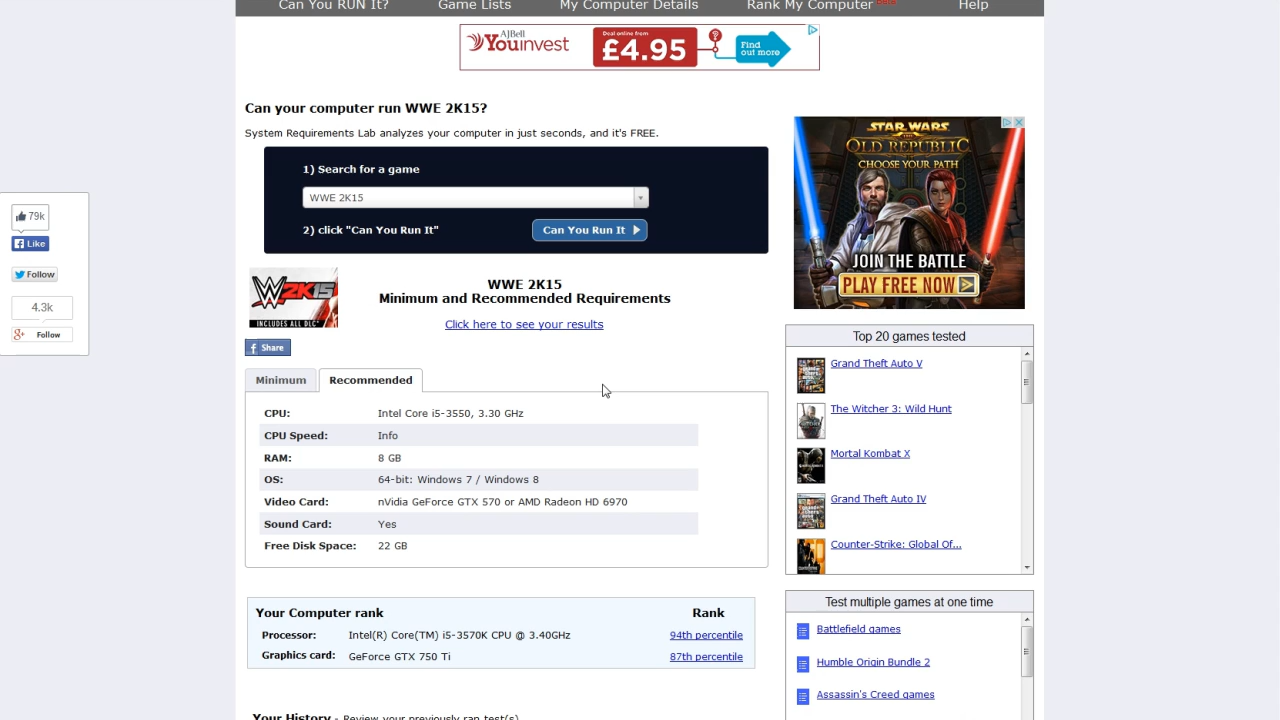 Can You RUN It?
Game Lists
My Computer Details
Rank My Computer
Help
AJBell
Youinvest
Deal online from
£4.95
Find
out more
Can your computer run WWE 2K15?
System Requirements Lab analyzes your computer in just seconds, and it's FREE.
1) Search for a game
WWE 2K15
2) click "Can You Run It"
Can You Run It
79k
Like
Follow
4.3k
Follow
W2K15
INCLUDES ALL DLC*
WWE 2K15
Minimum and Recommended Requirements
Click here to see your results
Share
Minimum
Recommended
CPU: Intel Core i5-3550, 3.30 GHz
CPU Speed: Info
RAM: 8 GB
OS: 64-bit: Windows 7 / Windows 8
Video Card: nVidia GeForce GTX 570 or AMD Radeon HD 6970
Sound Card: Yes
Free Disk Space: 22 GB
Your Computer rank Rank
Processor: Intel(R) Core(TM) i5-3570K CPU @ 3.40GHz 94th percentile
Graphics card: GeForce GTX 750 Ti 87th percentile
Your History - Review your previously ran test(s)
STAR WARS
THE OLD REPUBLIC
CHOOSE YOUR PATH
JOIN THE BATTLE
PLAY FREE NOW
Top 20 games tested
Grand Theft Auto V
The Witcher 3: Wild Hunt
Mortal Kombat X
Grand Theft Auto IV
Counter-Strike: Global Of...
Test multiple games at one time
Battlefield games
Humble Origin Bundle 2
Assassin's Creed games